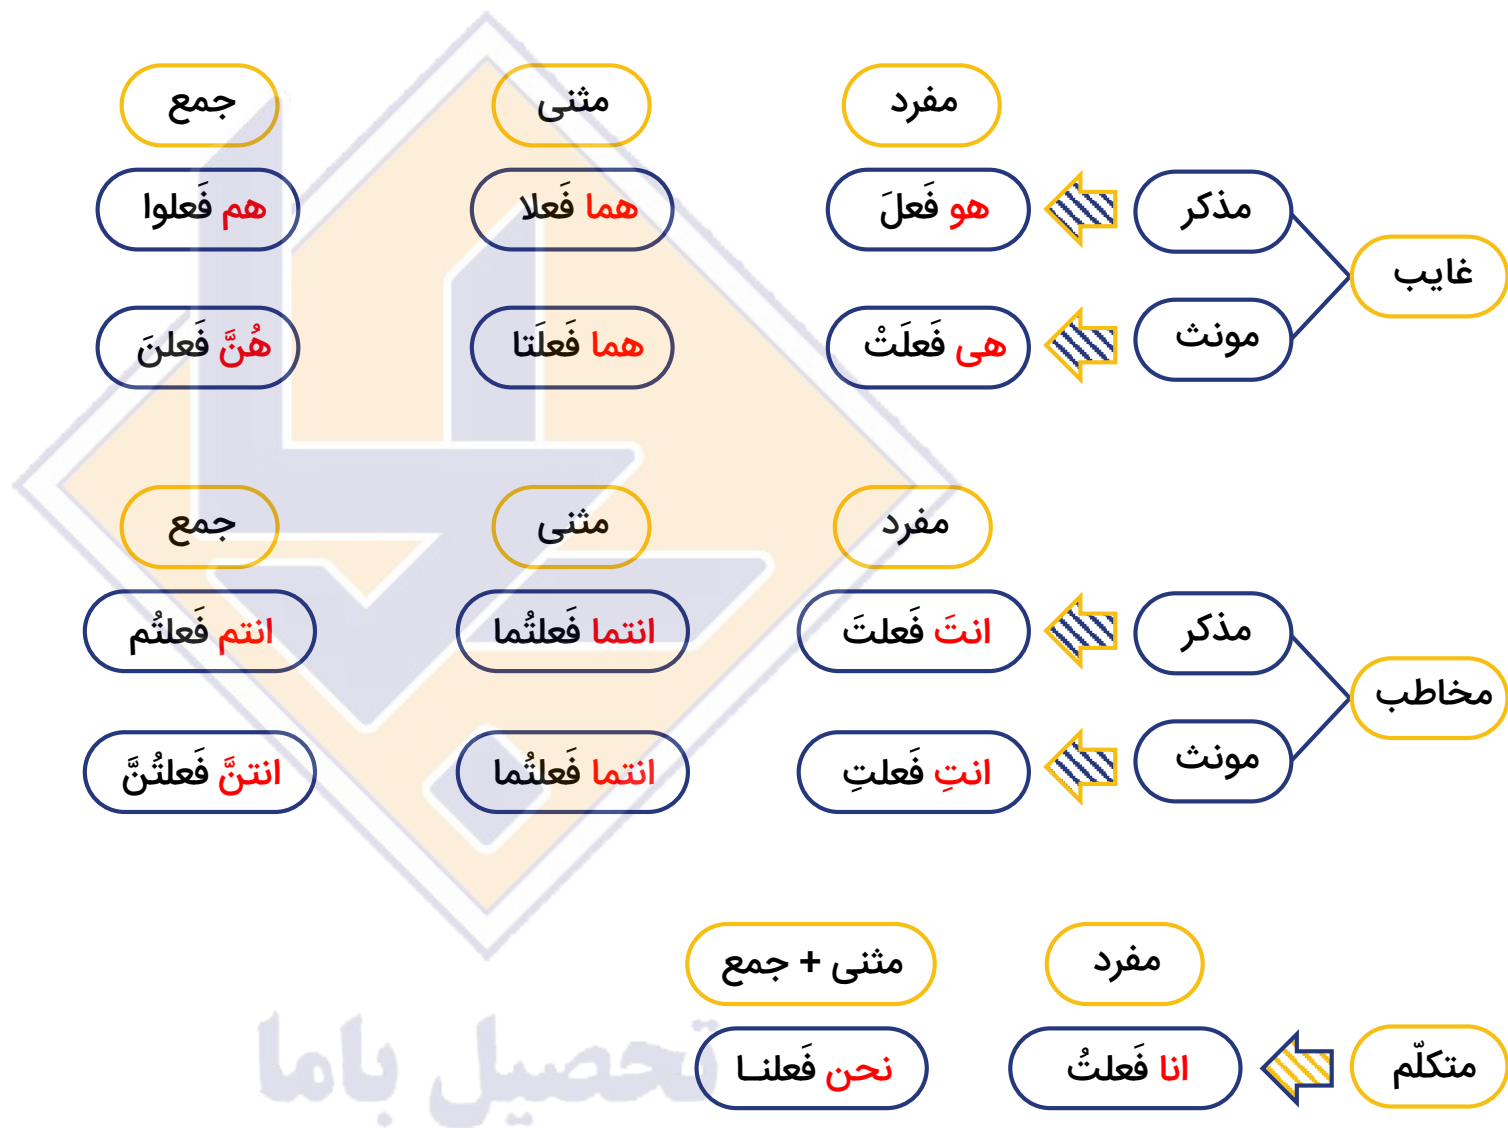 مفرد مثنی جمع
غایب
مذکر هو فَعلَ هما فَعلا هم فَعلوا
مونث هی فَعلَتْ هما فَعلَتا هُنَّ فَعلنَ
مفرد مثنی جمع
مخاطب
مذکر انتَ فَعلتَ انتما فَعلتُما انتم فَعلتُم
مونث انتِ فَعلتِ انتما فَعلتُما انتنَّ فَعلتُنَّ
مفرد مثنی + جمع
متکلّم انا فَعلتُ نحن فَعلنـا
تحصیل باما